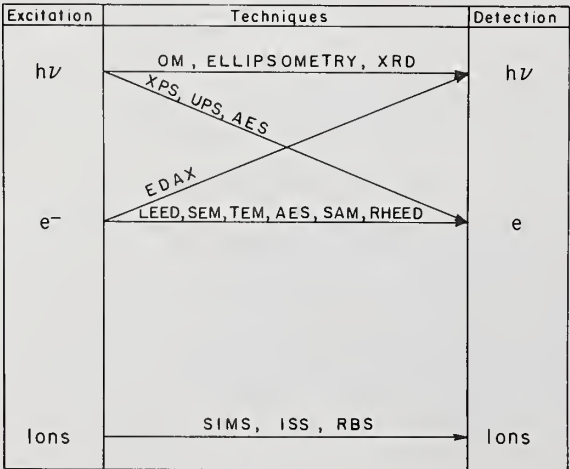 Excitation Techniques Detection
hν OM, ELLIPSOMETRY, XRD hν
XPS, UPS, AES
EDAX
e⁻ LEED, SEM, TEM, AES, SAM, RHEED e
Ions SIMS, ISS, RBS Ions